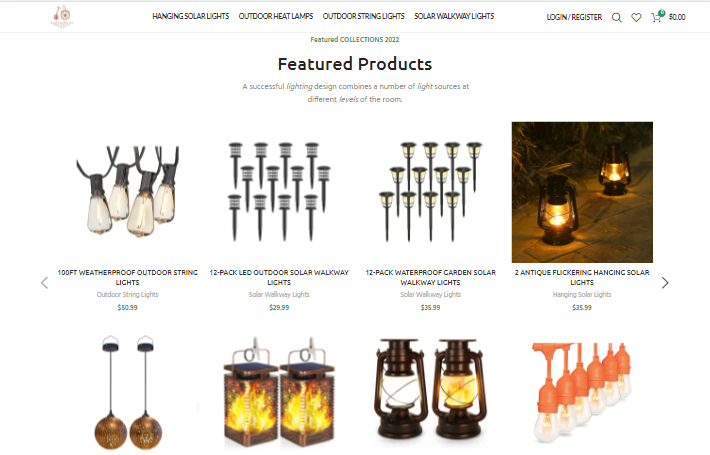 HANGING SOLAR LIGHTS OUTDOOR HEAT LAMPS OUTDOOR STRING LIGHTS SOLAR WALKWAY LIGHTS LOGIN / REGISTER 0 $0.00
Featured COLLECTIONS 2022
Featured Products
A successful lighting design combines a number of light sources at
different levels of the room.
100FT WEATHERPROOF OUTDOOR STRING
LIGHTS
Outdoor String Lights
$50.99
12-PACK LED OUTDOOR SOLAR WALKWAY
LIGHTS
Solar Walkway Lights
$29.99
12-PACK WATERPROOF GARDEN SOLAR
WALKWAY LIGHTS
Solar Walkway Lights
$35.99
2 ANTIQUE FLICKERING HANGING SOLAR
LIGHTS
Hanging Solar Lights
$35.99